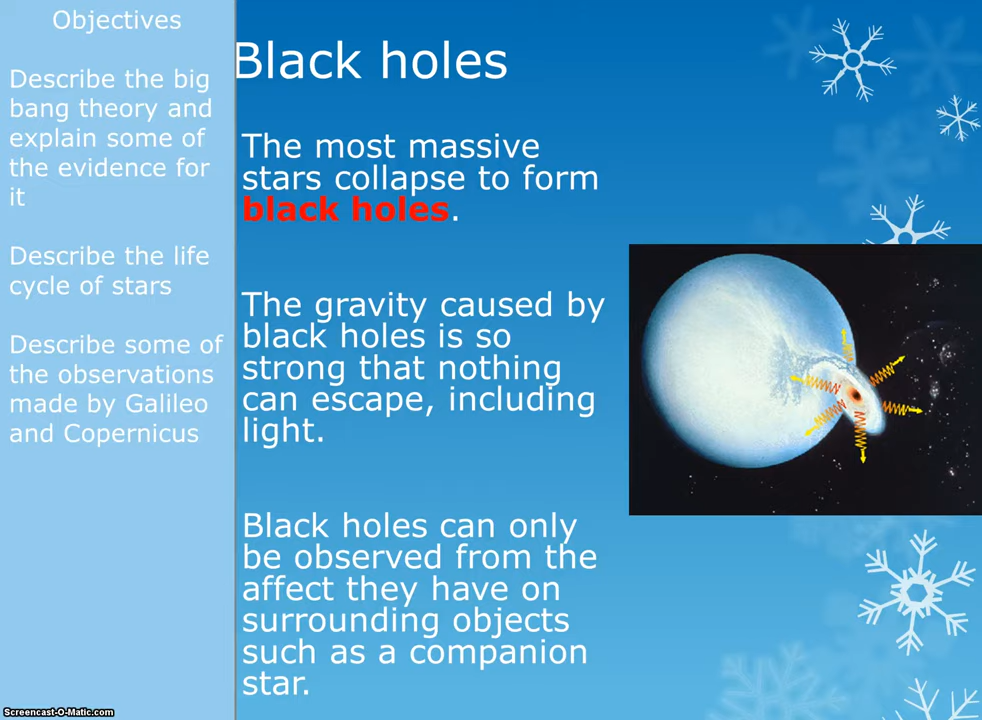 Objectives
Describe the big
bang theory and
explain some of
the evidence for
it
Describe the life
cycle of stars
Describe some of
the observations
made by Galileo
and Copernicus
Black holes
The most massive
stars collapse to form
black holes.
The gravity caused by
black holes is so
strong that nothing
can escape, including
light.
Black holes can only
be observed from the
affect they have on
surrounding objects
such as a companion
star.
Screencast-O-Matic.com